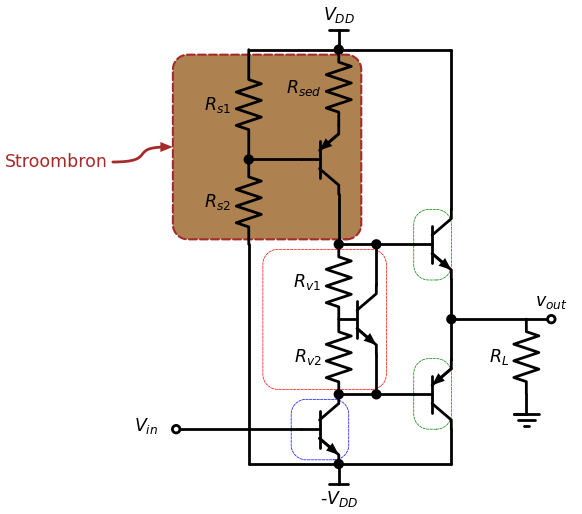 V_DD
R_sed
R_s1
Stroombron
R_s2
R_v1
v_out
R_v2
R_L
V_in
-V_DD